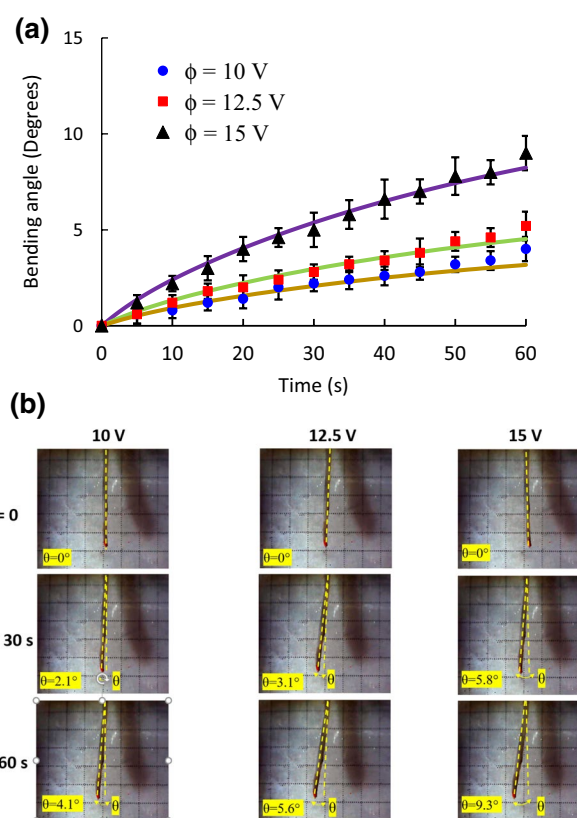 (a)
15
10
5
0
Bending angle (Degrees)
ϕ = 10 V
ϕ = 12.5 V
ϕ = 15 V
0 10 20 30 40 50 60
Time (s)
(b)
10 V 12.5 V 15 V
= 0
θ=0° θ=0° θ=0°
30 s
θ=2.1° θ θ=3.1° θ θ=5.8° θ
60 s
θ=4.1° θ θ=5.6° θ θ=9.3° θ